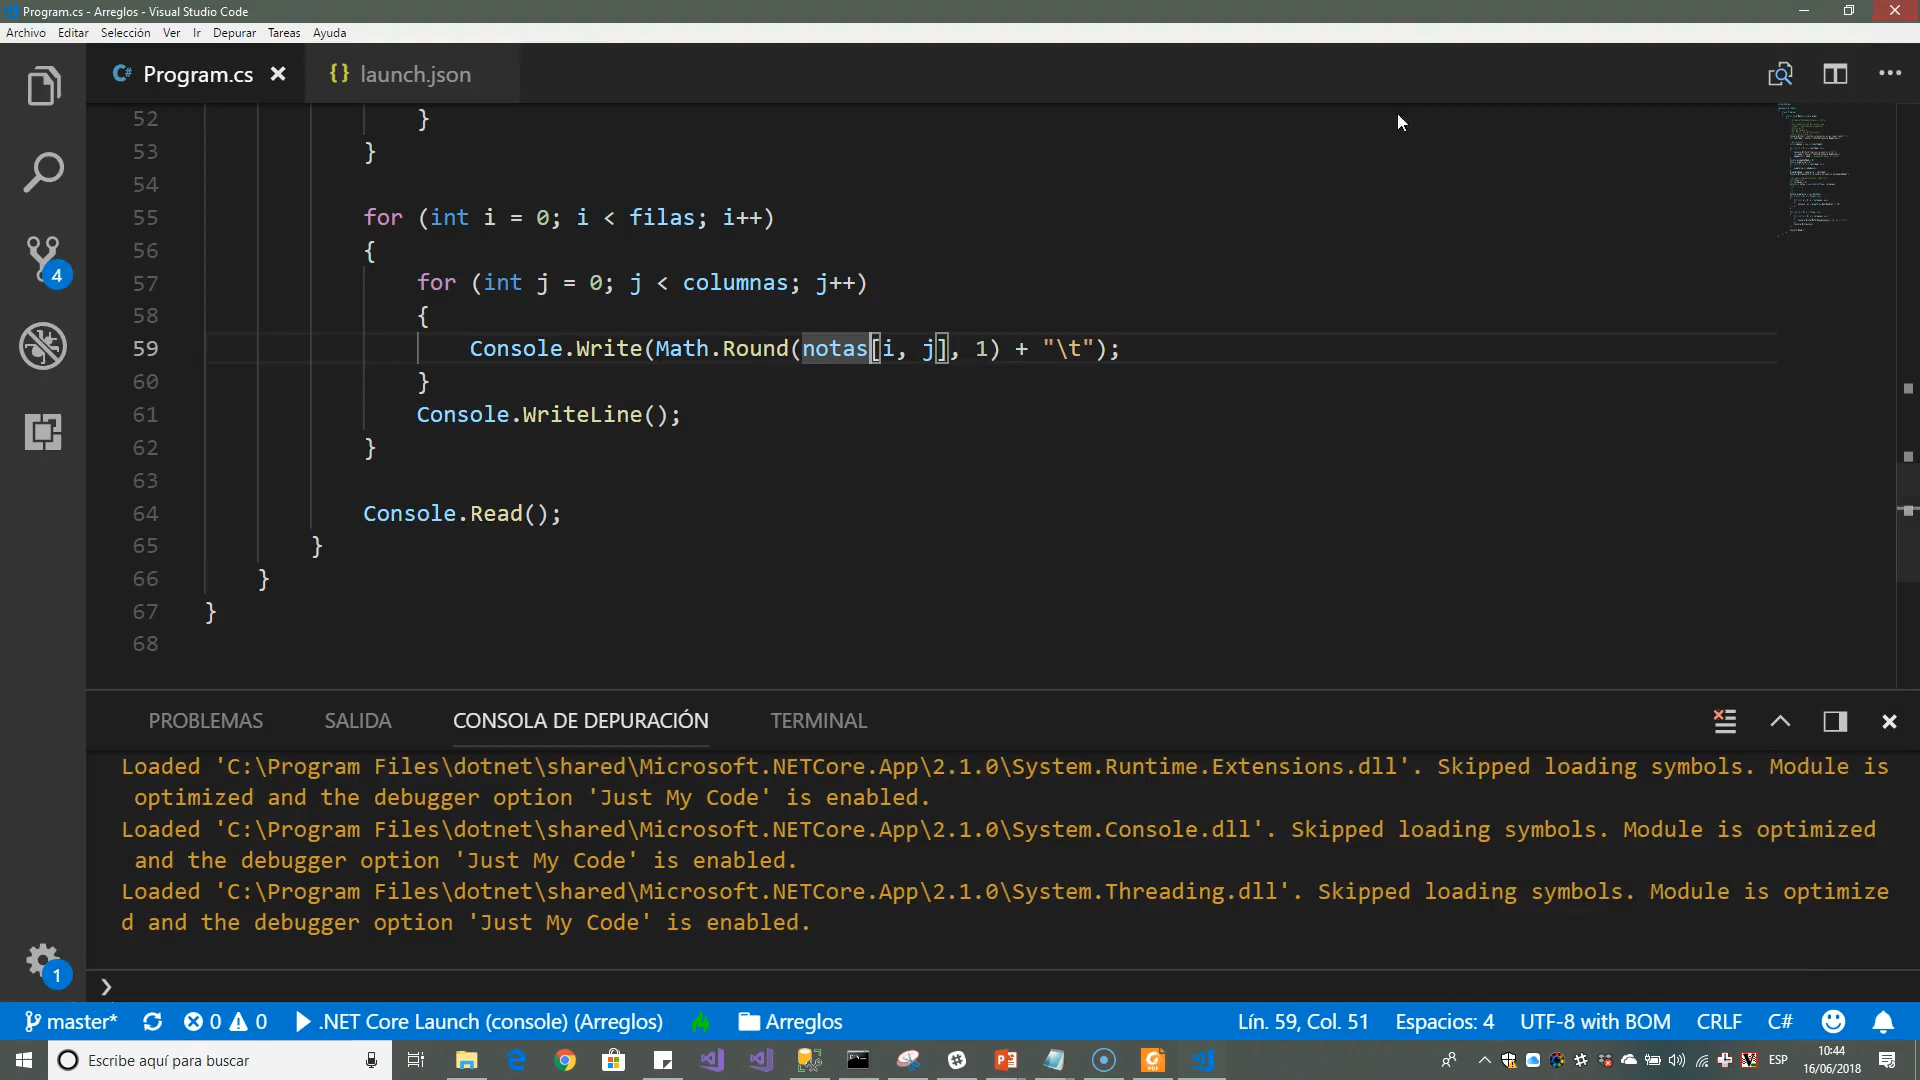 Program.cs - Arreglos - Visual Studio Code
Archivo Editar Selección Ver Ir Depurar Tareas Ayuda
C# Program.cs {} launch.json
52 }
53 }
54
55 for (int i = 0; i < filas; i++)
56 {
57 for (int j = 0; j < columnas; j++)
58 {
59 Console.Write(Math.Round(notas[i, j], 1) + "\t");
60 }
61 Console.WriteLine();
62 }
63
64 Console.Read();
65 }
66 }
67 }
68
4
PROBLEMAS SALIDA CONSOLA DE DEPURACIÓN TERMINAL
Loaded 'C:\Program Files\dotnet\shared\Microsoft.NETCore.App\2.1.0\System.Runtime.Extensions.dll'. Skipped loading symbols. Module is
optimized and the debugger option 'Just My Code' is enabled.
Loaded 'C:\Program Files\dotnet\shared\Microsoft.NETCore.App\2.1.0\System.Console.dll'. Skipped loading symbols. Module is optimized
and the debugger option 'Just My Code' is enabled.
Loaded 'C:\Program Files\dotnet\shared\Microsoft.NETCore.App\2.1.0\System.Threading.dll'. Skipped loading symbols. Module is optimize
d and the debugger option 'Just My Code' is enabled.
1
master* 0 0 .NET Core Launch (console) (Arreglos) Arreglos Lín. 59, Col. 51 Espacios: 4 UTF-8 with BOM CRLF C#
Escribe aquí para buscar ESP 10:44
16/06/2018